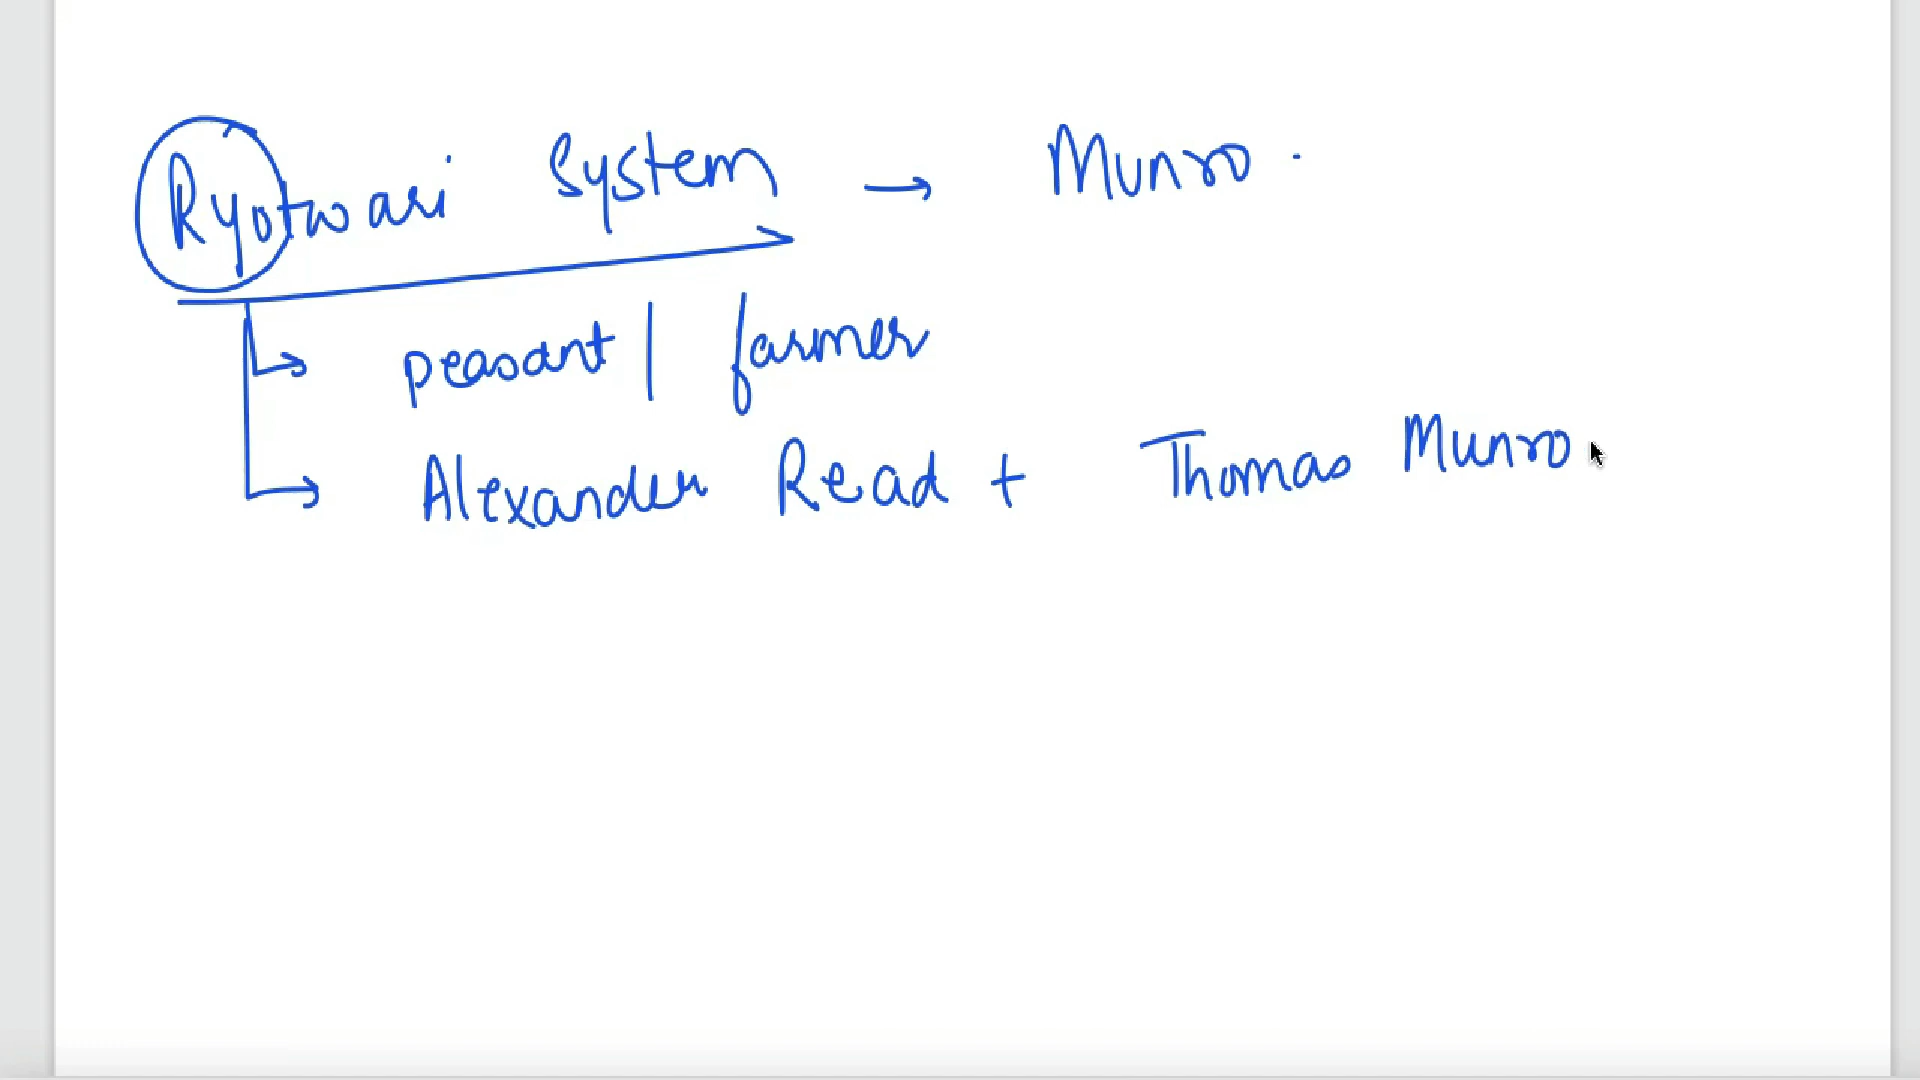 Ryotwari System → Munro.
→ peasant | farmer
→ Alexander Read + Thomas Munro